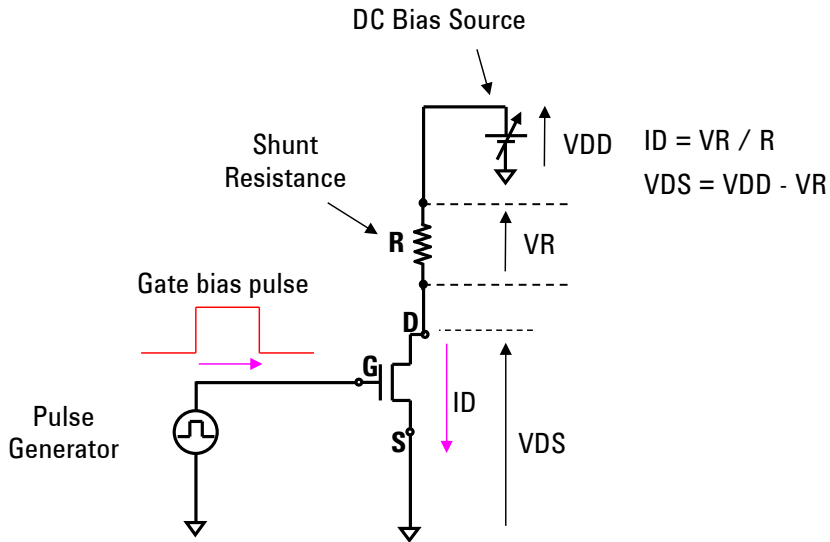 DC Bias Source
VDD
ID = VR / R
VDS = VDD - VR
Shunt
Resistance
R
VR
Gate bias pulse
D
G
ID
S
VDS
Pulse
Generator